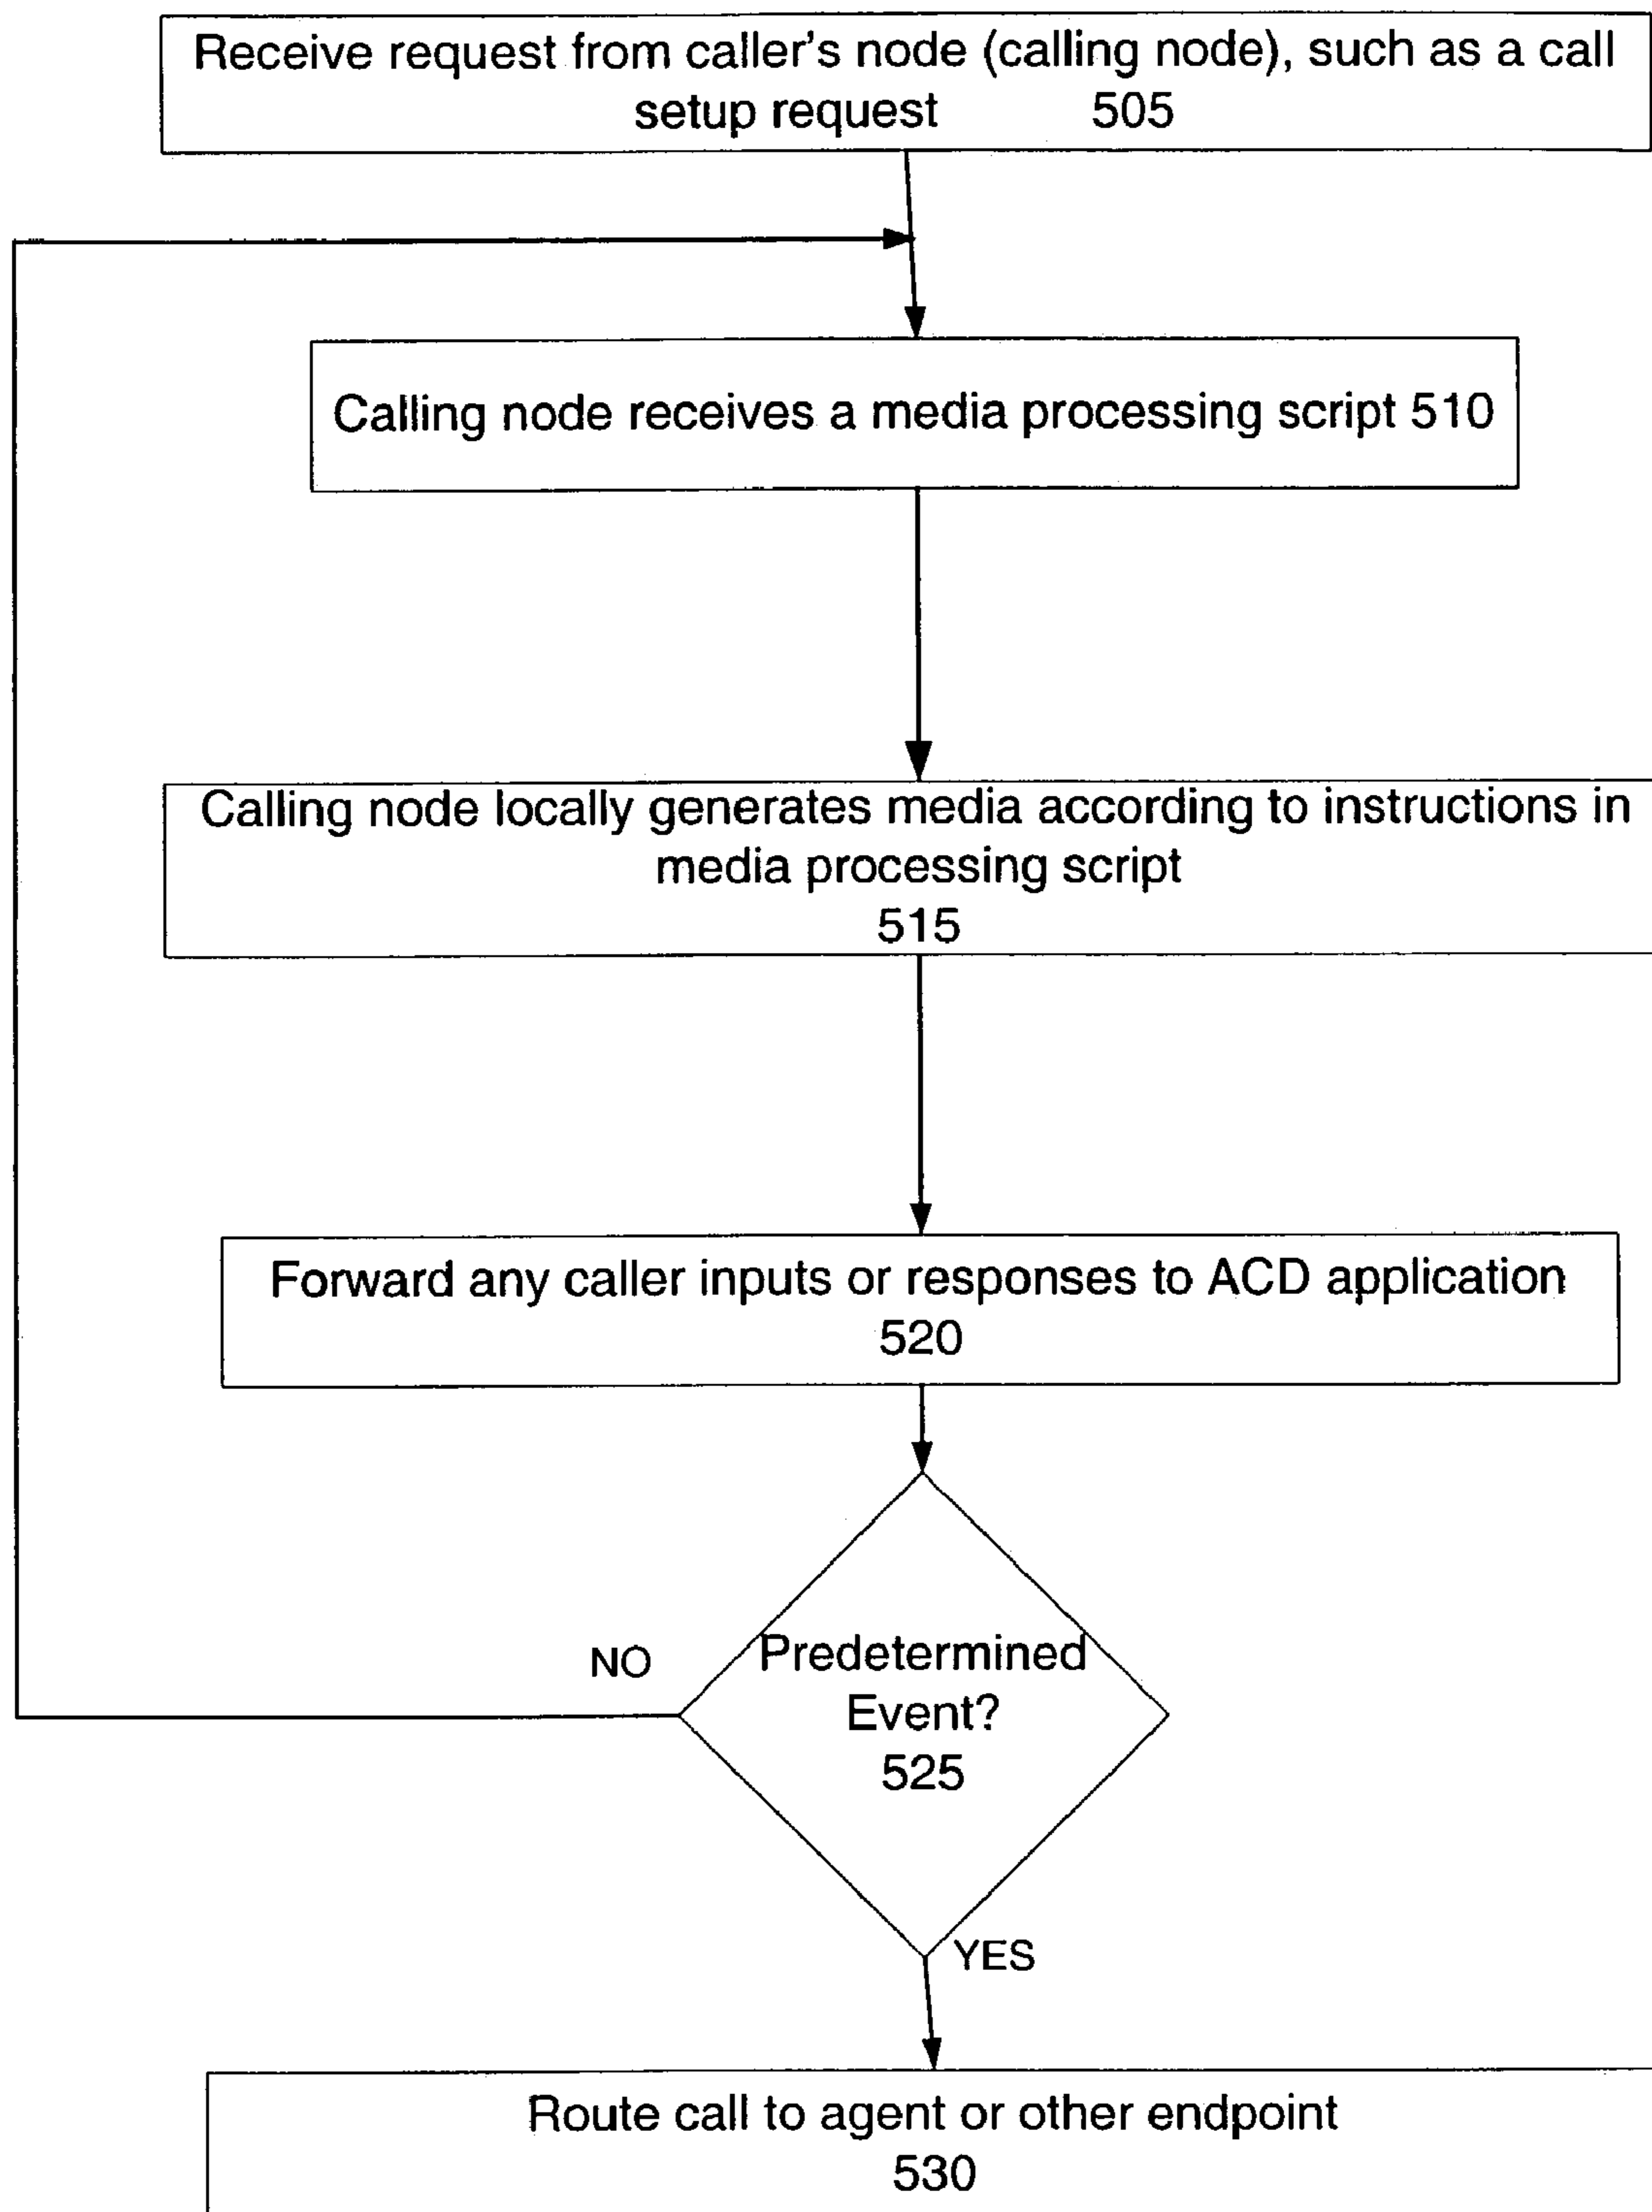 Receive request from caller's node (calling node), such as a call
setup request 505
Calling node receives a media processing script 510
Calling node locally generates media according to instructions in
media processing script
515
Forward any caller inputs or responses to ACD application
520
NO
Predetermined
Event?
525
YES
Route call to agent or other endpoint
530